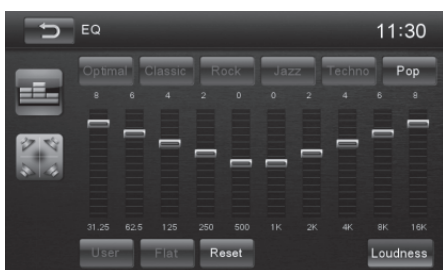 EQ 11:30
Optimal Classic Rock Jazz Techno Pop
8 6 4 2 0 0 2 4 6 8
31.25 62.5 125 250 500 1K 2K 4K 8K 16K
User Flat Reset Loudness